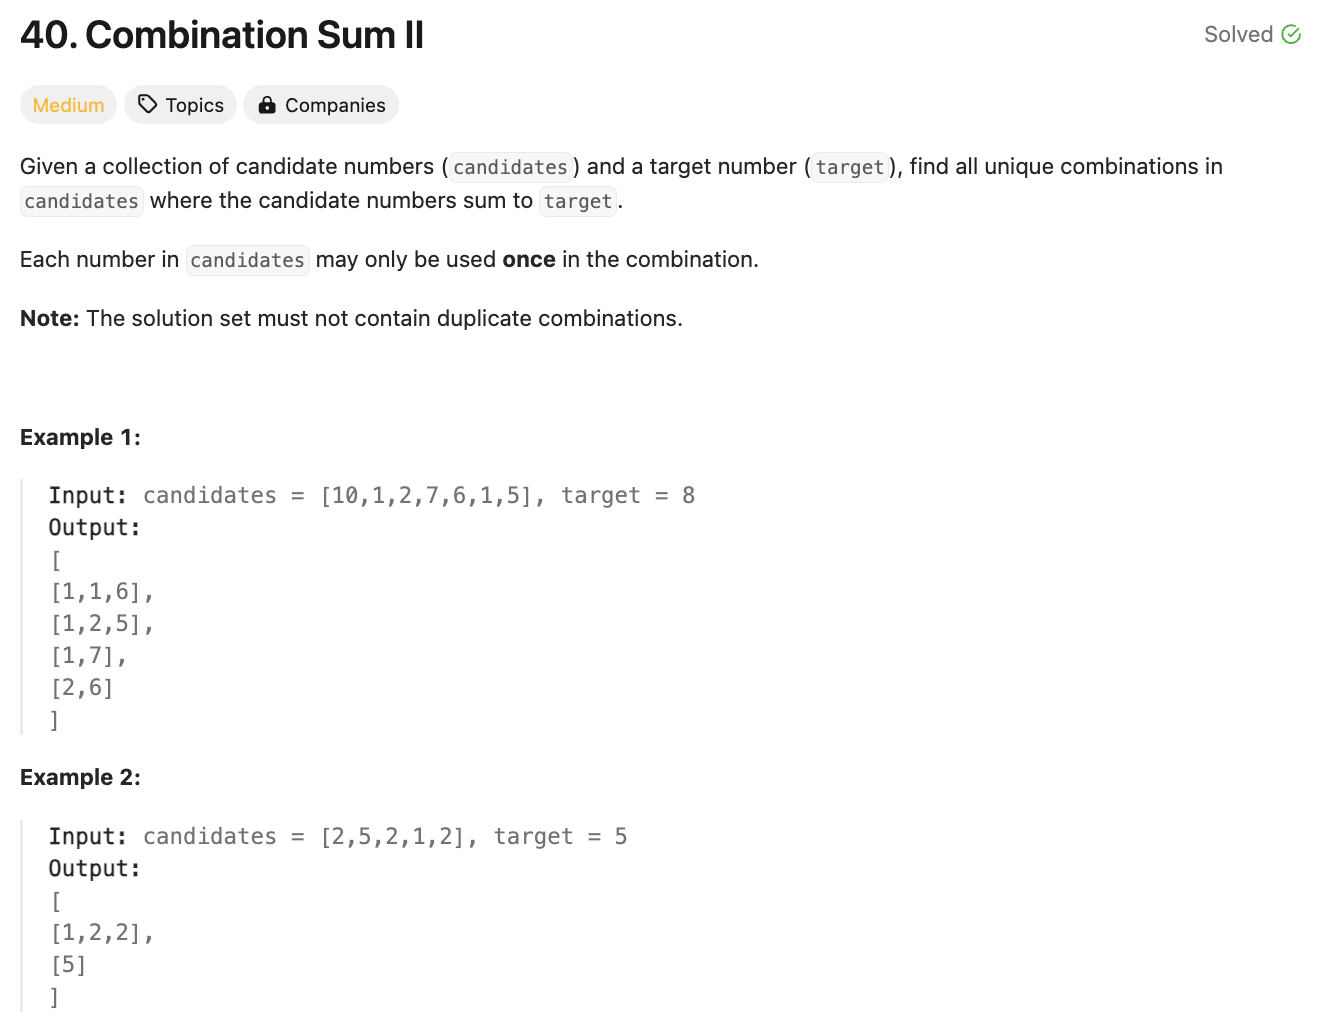 40. Combination Sum II
Solved
Medium
Topics
Companies
Given a collection of candidate numbers (candidates) and a target number (target), find all unique combinations in
candidates where the candidate numbers sum to target.
Each number in candidates may only be used once in the combination.
Note: The solution set must not contain duplicate combinations.
Example 1:
Input: candidates = [10,1,2,7,6,1,5], target = 8
Output:
[
[1,1,6],
[1,2,5],
[1,7],
[2,6]
]
Example 2:
Input: candidates = [2,5,2,1,2], target = 5
Output:
[
[1,2,2],
[5]
]